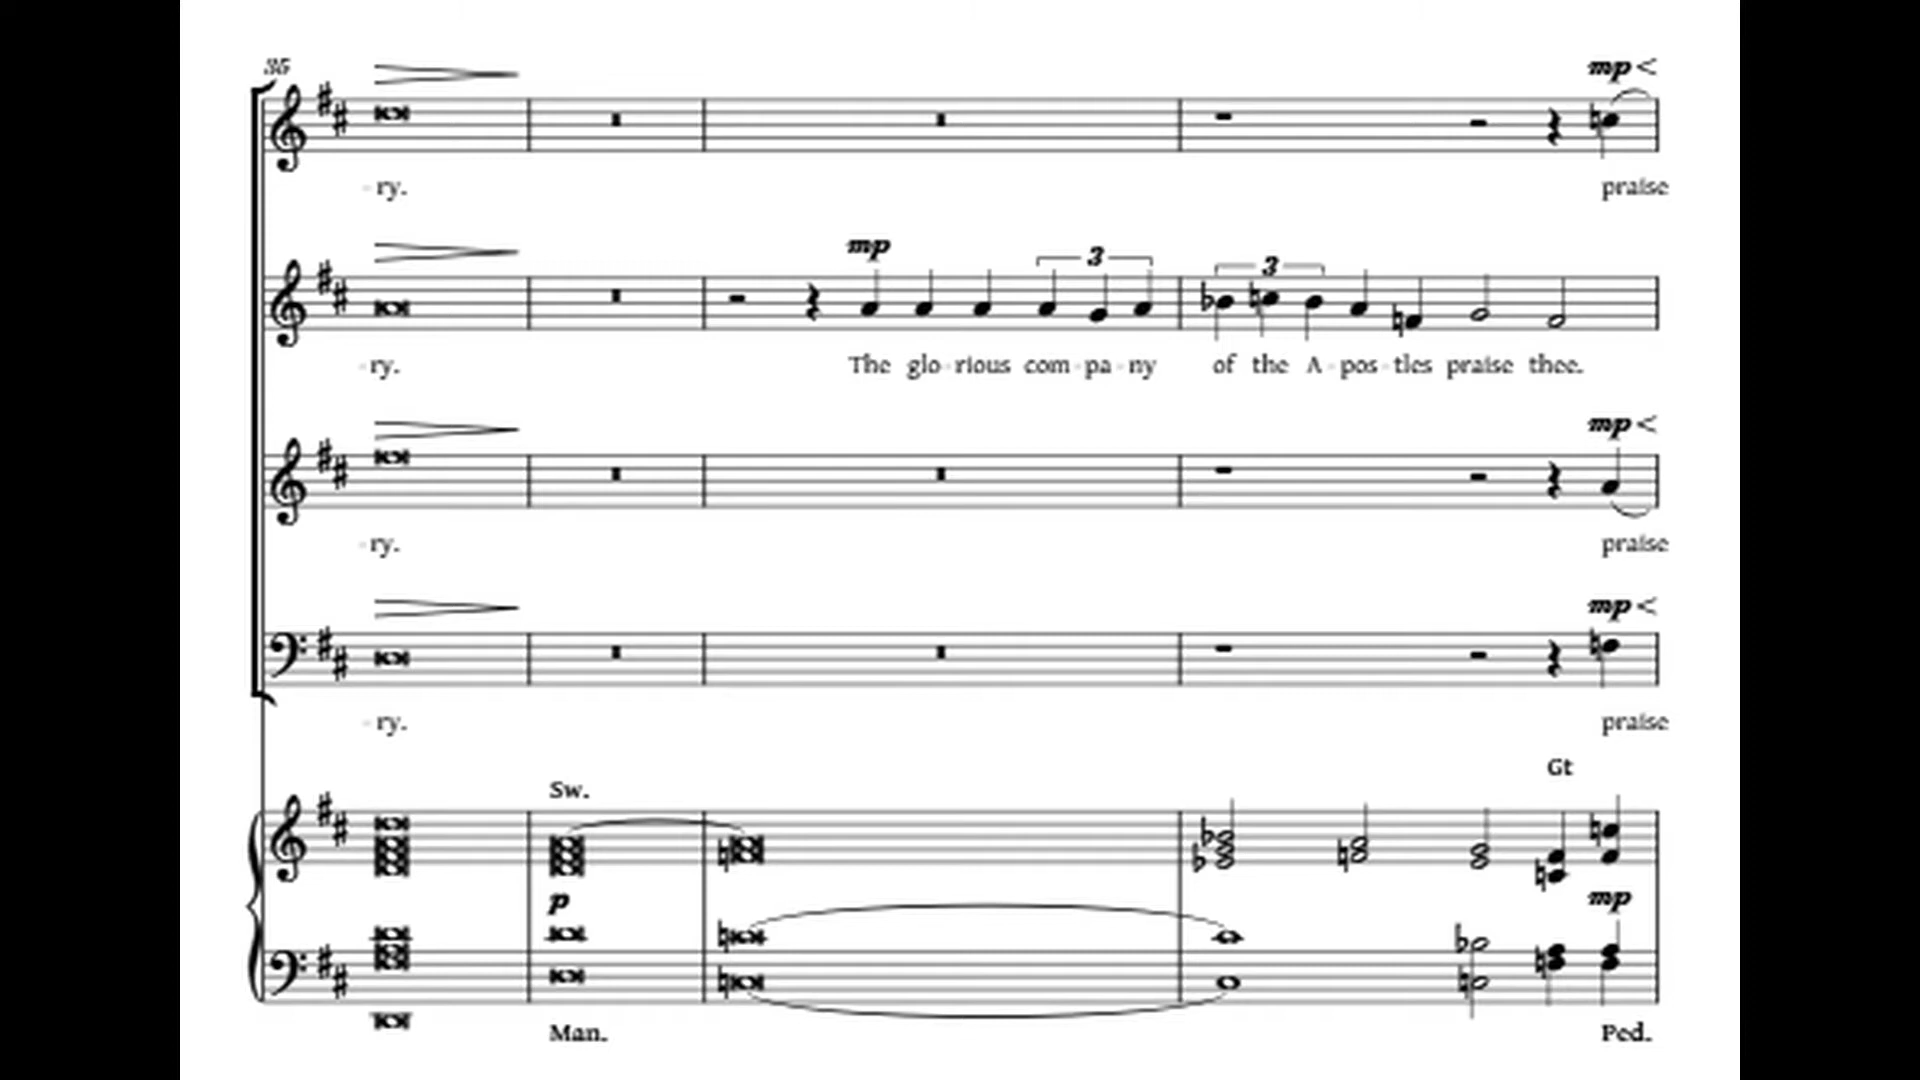 35
mp
- ry.
praise
mp
3
3
- ry.
The glo - rious com - pa - ny of the A - pos - tles praise thee.
mp
- ry.
praise
mp
- ry.
praise
Gt
Sw.
p
mp
Man.
Ped.